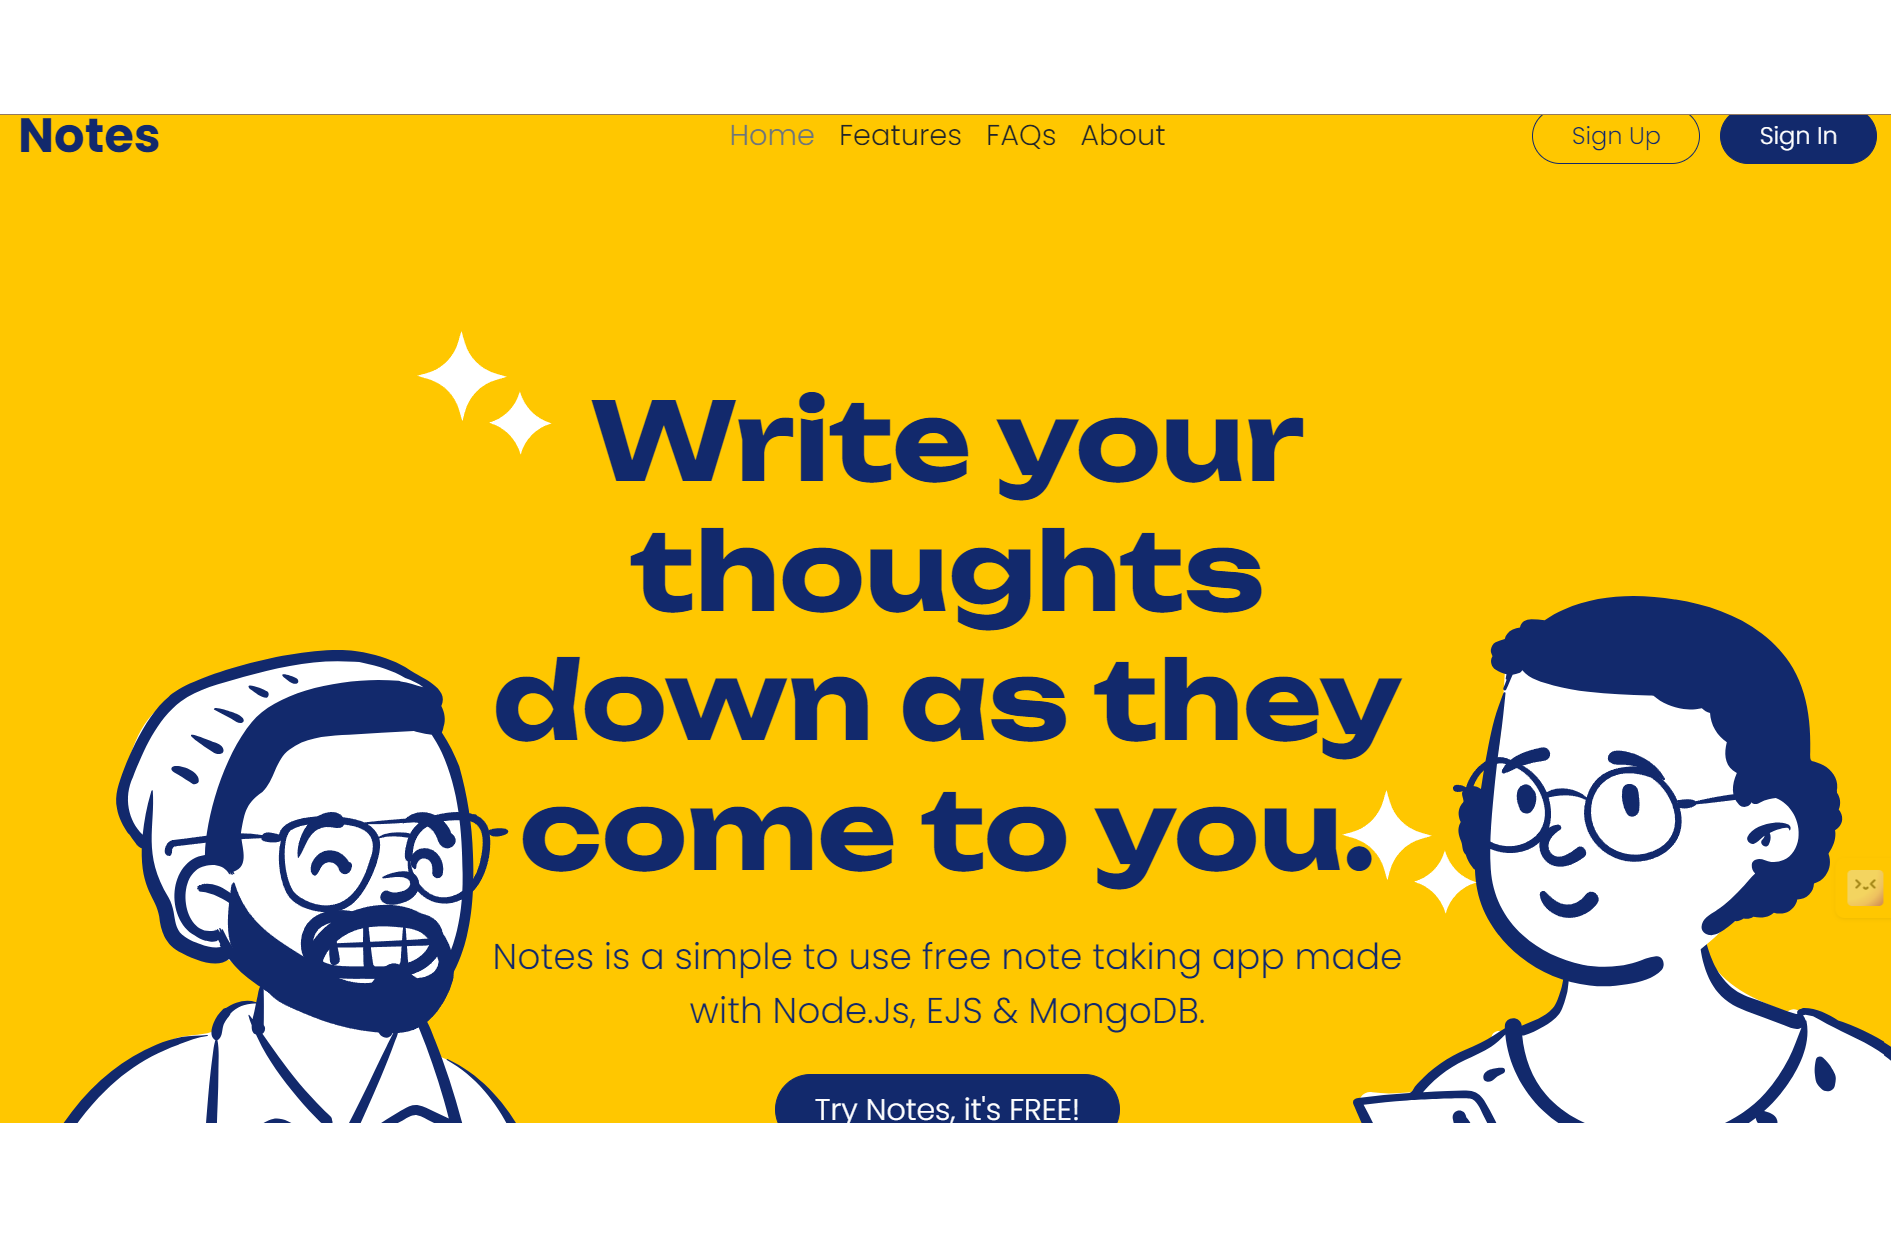 Notes
Home Features FAQs About
Sign Up Sign In
Write your
thoughts
down as they
come to you.
Notes is a simple to use free note taking app made
with Node.Js, EJS & MongoDB.
Try Notes, it's FREE!